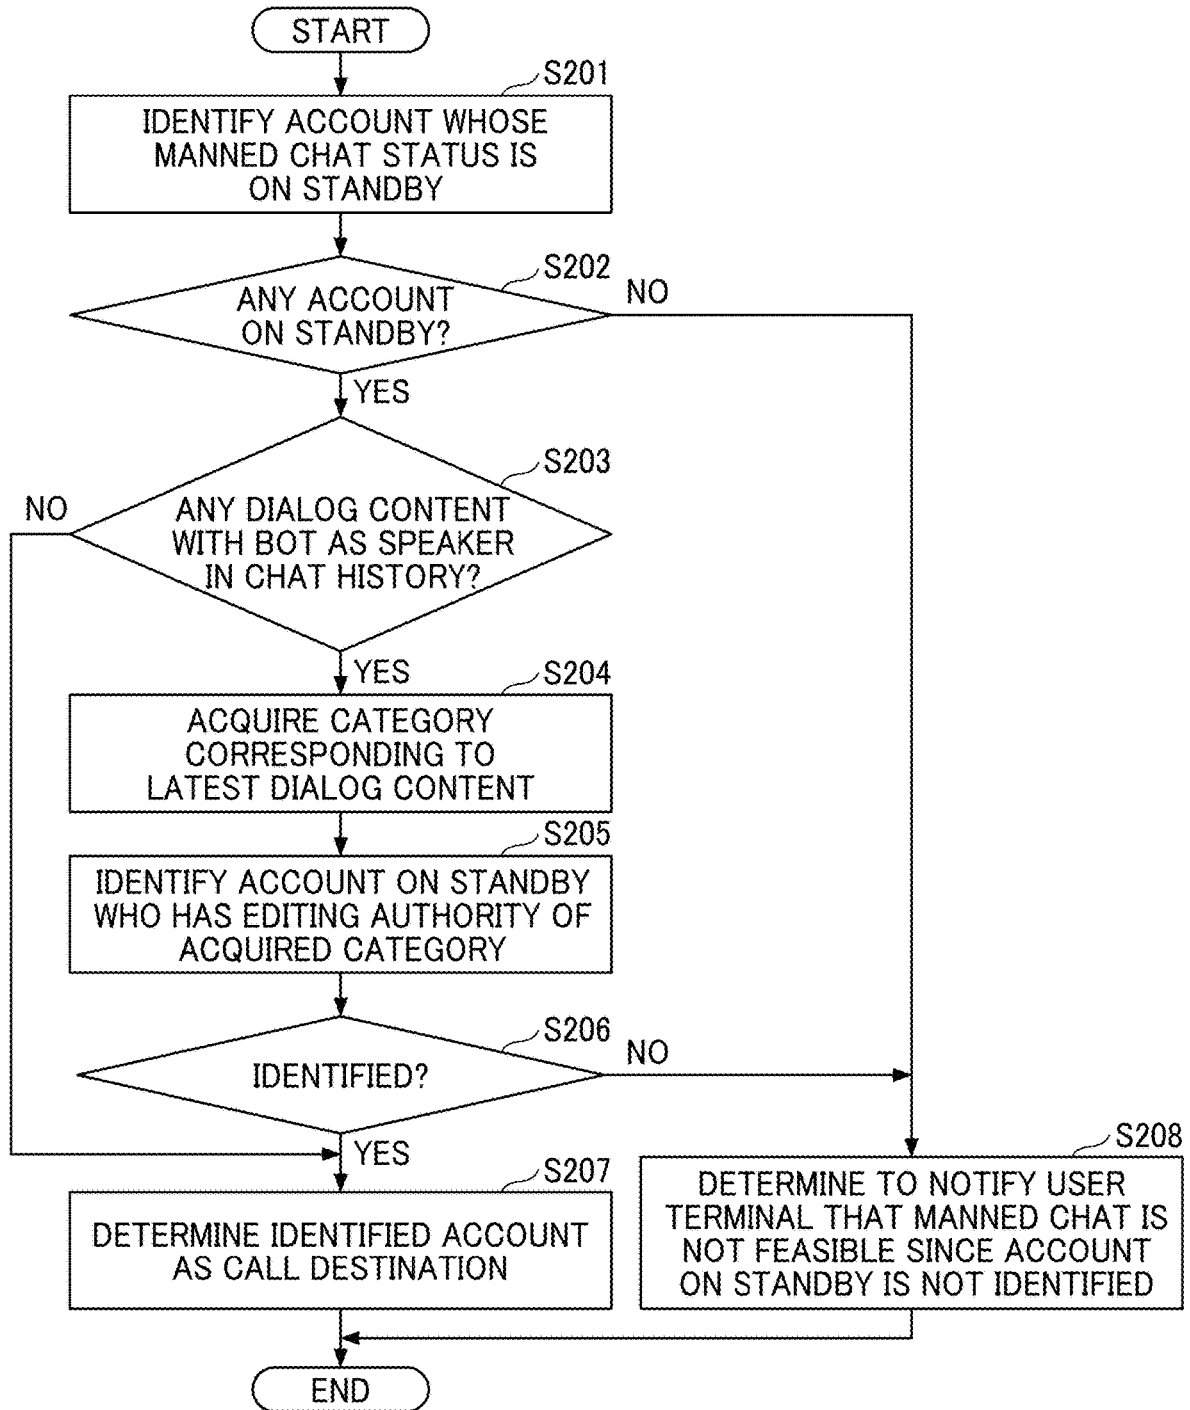 START
S201
IDENTIFY ACCOUNT WHOSE
MANNED CHAT STATUS IS
ON STANDBY
S202
ANY ACCOUNT
ON STANDBY?
NO
YES
S203
ANY DIALOG CONTENT
WITH BOT AS SPEAKER
IN CHAT HISTORY?
NO
YES
S204
ACQUIRE CATEGORY
CORRESPONDING TO
LATEST DIALOG CONTENT
S205
IDENTIFY ACCOUNT ON STANDBY
WHO HAS EDITING AUTHORITY OF
ACQUIRED CATEGORY
S206
IDENTIFIED?
NO
YES
S207
DETERMINE IDENTIFIED ACCOUNT
AS CALL DESTINATION
S208
DETERMINE TO NOTIFY USER
TERMINAL THAT MANNED CHAT IS
NOT FEASIBLE SINCE ACCOUNT
ON STANDBY IS NOT IDENTIFIED
END